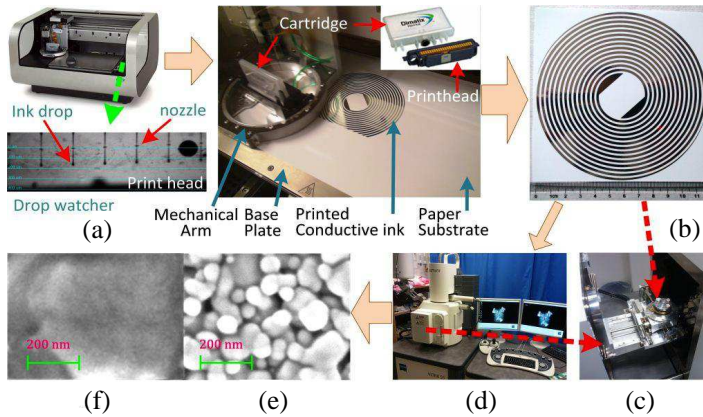 (a)
Ink drop
nozzle
Print head
Drop watcher
Cartridge
Dimatix
Printhead
Mechanical
Arm
Base
Plate
Printed
Conductive ink
Paper
Substrate
(b)
200 nm
(f)
200 nm
(e)
(d)
(c)